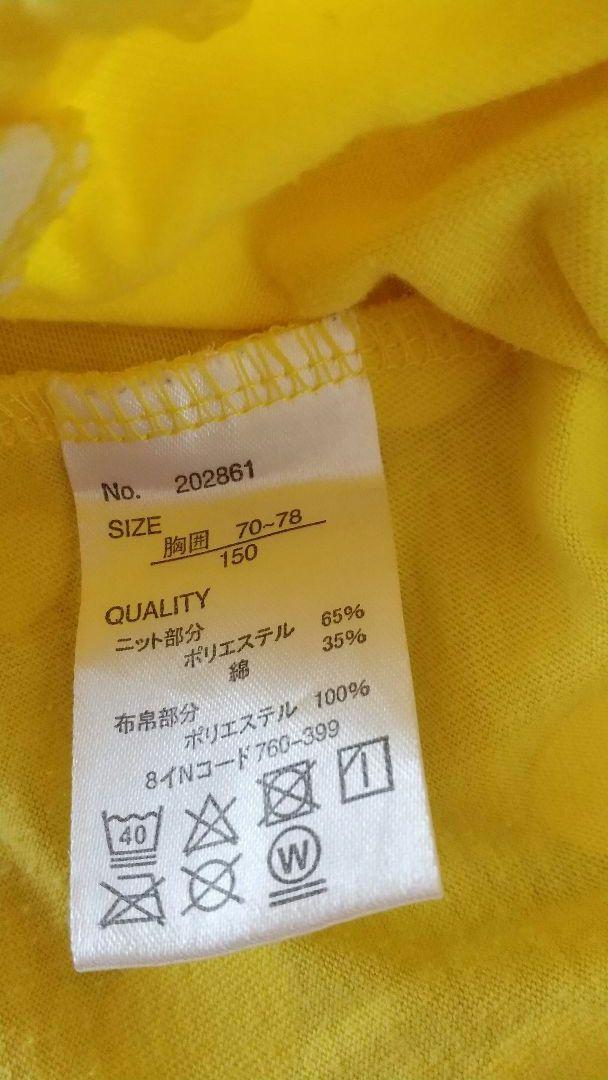 No. 202861
SIZE 胸囲 70~78
150
QUALITY
ニット部分
ポリエステル 65%
綿 35%
布帛部分
ポリエステル 100%
8イNコード760-399
40
W